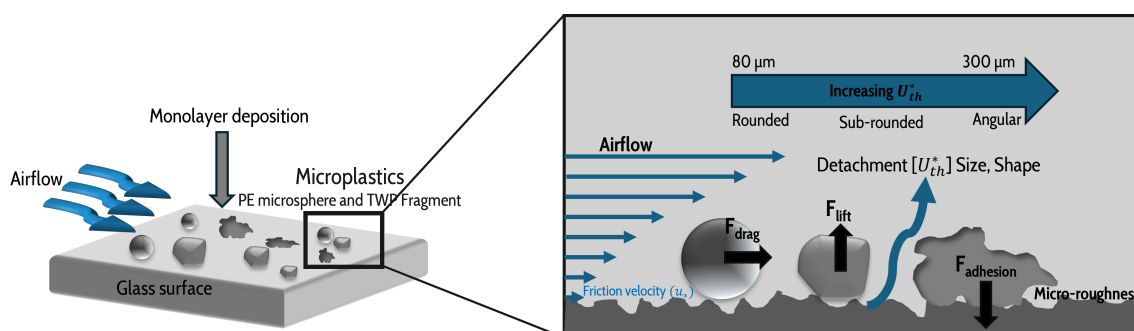 Monolayer deposition
Airflow
Microplastics
PE microsphere and TWP Fragment
Glass surface
80 µm
300 µm
Increasing U*th
Rounded
Sub-rounded
Angular
Airflow
Detachment [U*th] Size, Shape
Fdrag
Flift
Fadhesion
Friction velocity (u*)
Micro-roughnes